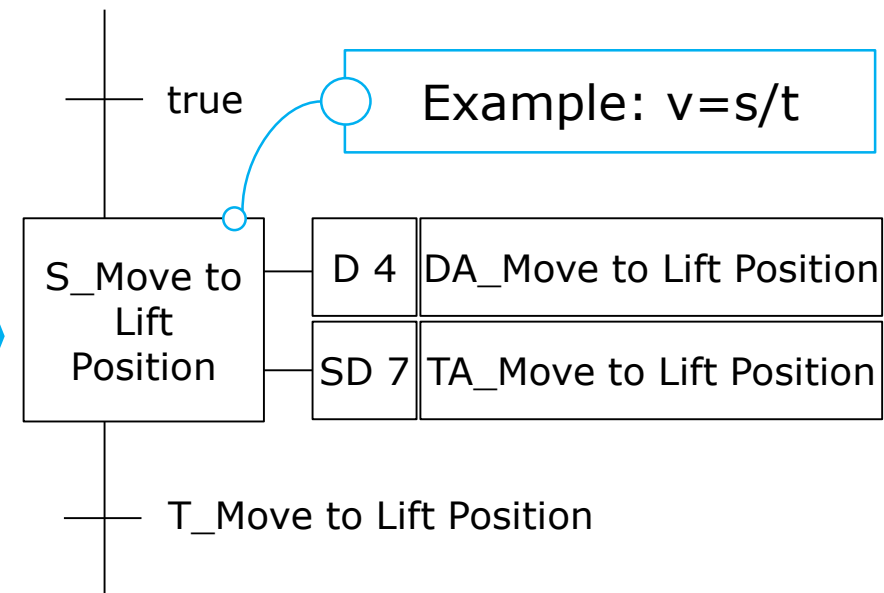 true
Example: v=s/t
S_Move to
Lift
Position
D 4
DA_Move to Lift Position
SD 7
TA_Move to Lift Position
T_Move to Lift Position